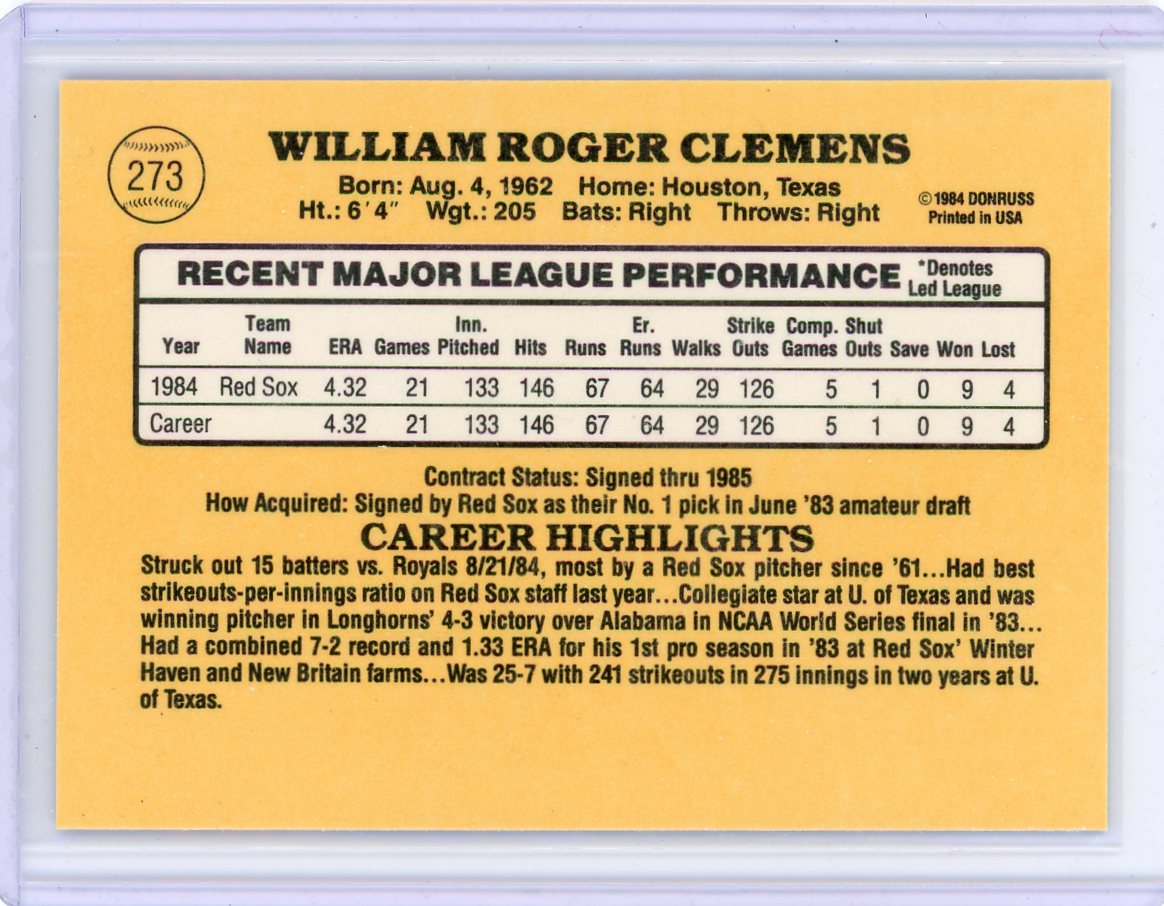 WILLIAM ROGER CLEMENS
273
Born: Aug. 4, 1962 Home: Houston, Texas
Ht.: 6'4" Wgt.: 205 Bats: Right Throws: Right
© 1984 DONRUSS
Printed in USA
RECENT MAJOR LEAGUE PERFORMANCE *Denotes
Led League
Team Inn. Er. Strike Comp. Shut
Year Name ERA Games Pitched Hits Runs Runs Walks Outs Games Outs Save Won Lost
1984 Red Sox 4.32 21 133 146 67 64 29 126 5 1 0 9 4
Career 4.32 21 133 146 67 64 29 126 5 1 0 9 4
Contract Status: Signed thru 1985
How Acquired: Signed by Red Sox as their No. 1 pick in June '83 amateur draft
CAREER HIGHLIGHTS
Struck out 15 batters vs. Royals 8/21/84, most by a Red Sox pitcher since '61...Had best
strikeouts-per-innings ratio on Red Sox staff last year...Collegiate star at U. of Texas and was
winning pitcher in Longhorns' 4-3 victory over Alabama in NCAA World Series final in '83...
Had a combined 7-2 record and 1.33 ERA for his 1st pro season in '83 at Red Sox' Winter
Haven and New Britain farms...Was 25-7 with 241 strikeouts in 275 innings in two years at U.
of Texas.